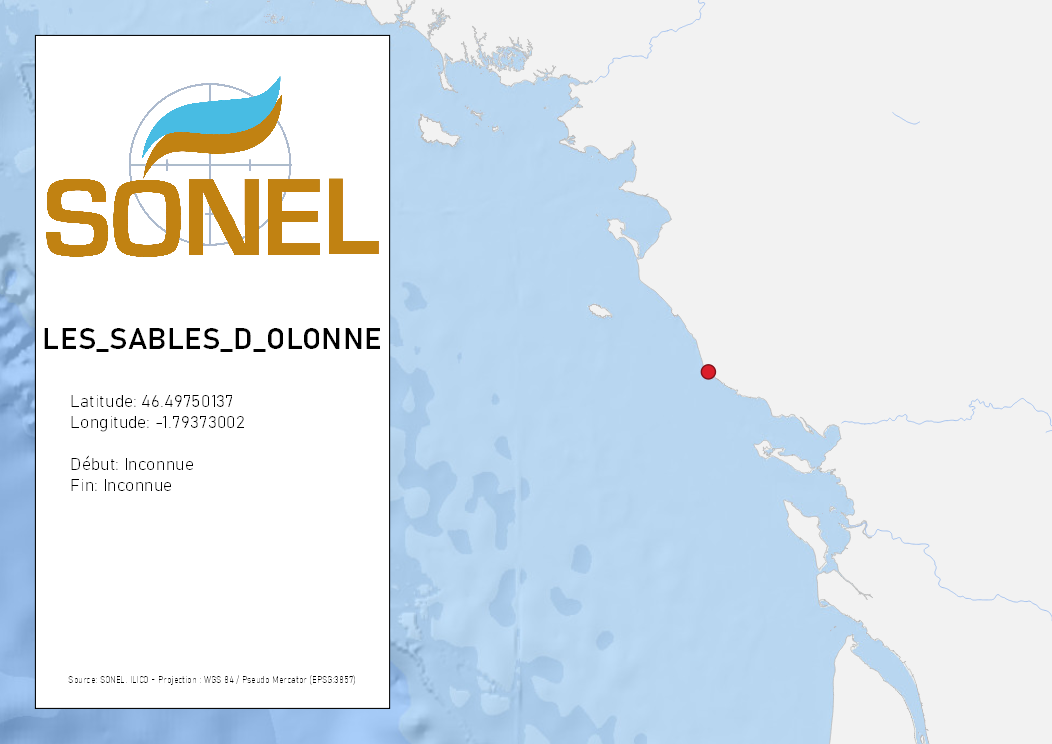 SONEL
LES_SABLES_D_OLONNE
Latitude: 46.49750137
Longitude: -1.79373002
Début: Inconnue
Fin: Inconnue
Source: SONEL, ILICO - Projection : WGS 84 / Pseudo Mercator (EPSG:3857)